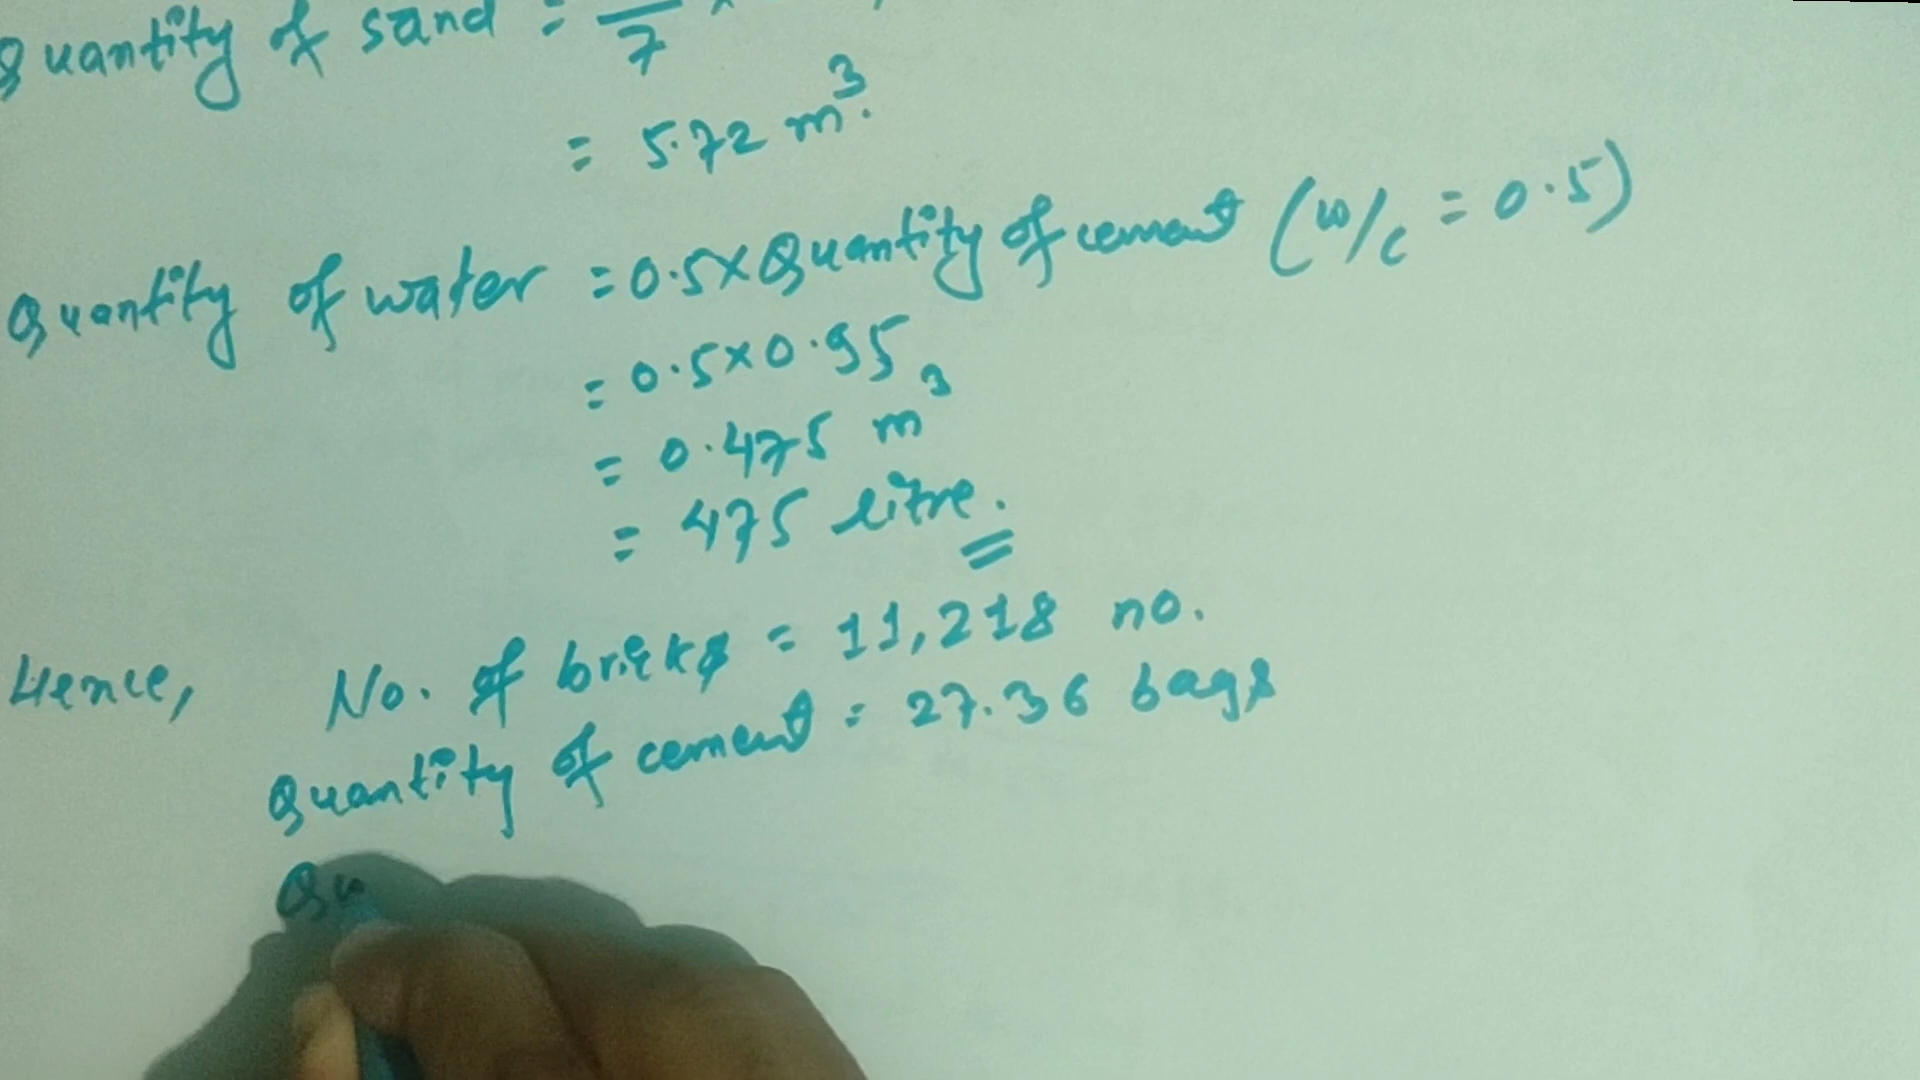 Quantity of sand = /7 ×
= 5.72 m³.
Quantity of water = 0.5×Quantity of cement (w/c = 0.5)
= 0.5×0.95
= 0.475 m³
= 475 litre.
Hence, No. of bricks = 11,218 no.
Quantity of cement = 27.36 bags
Qu